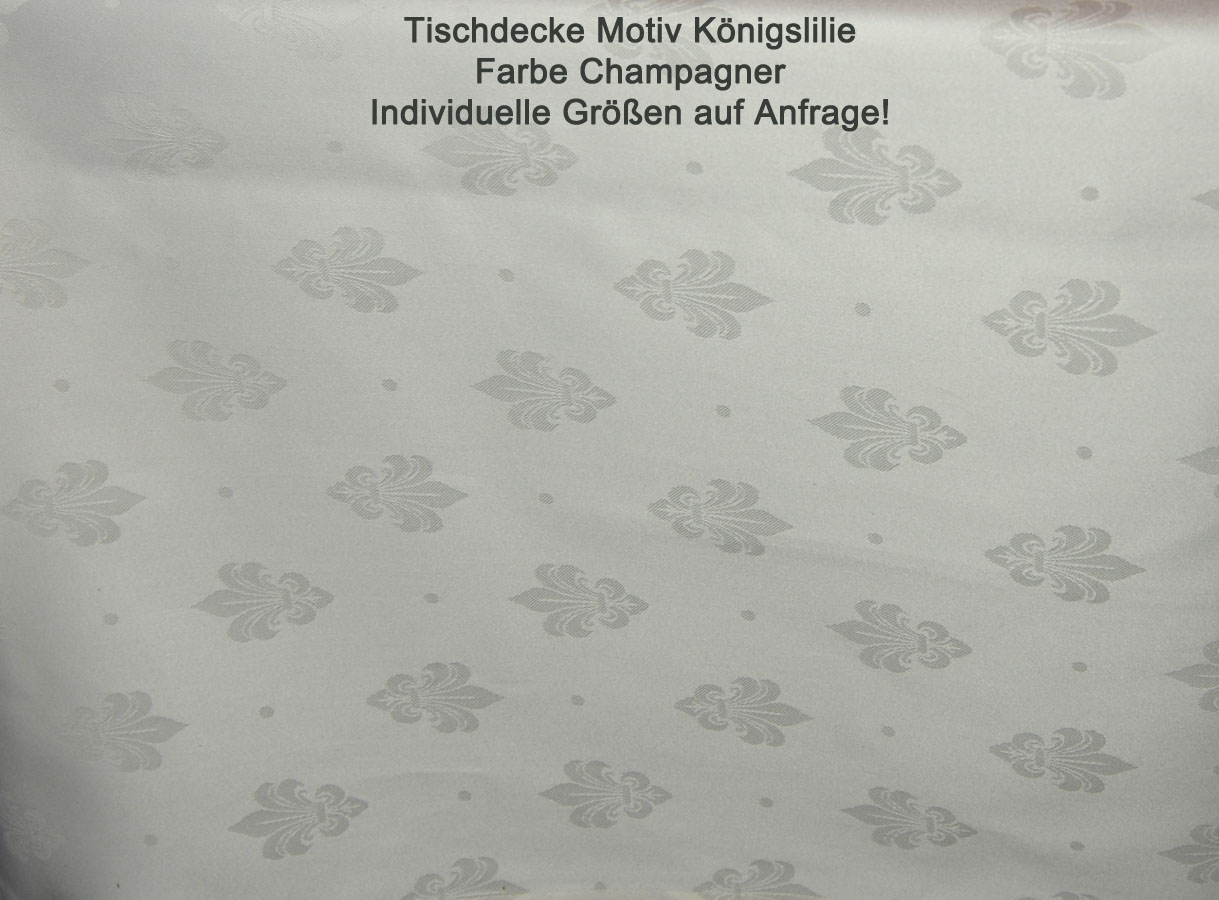 Tischdecke Motiv Königslilie
Farbe Champagner
Individuelle Größen auf Anfrage!